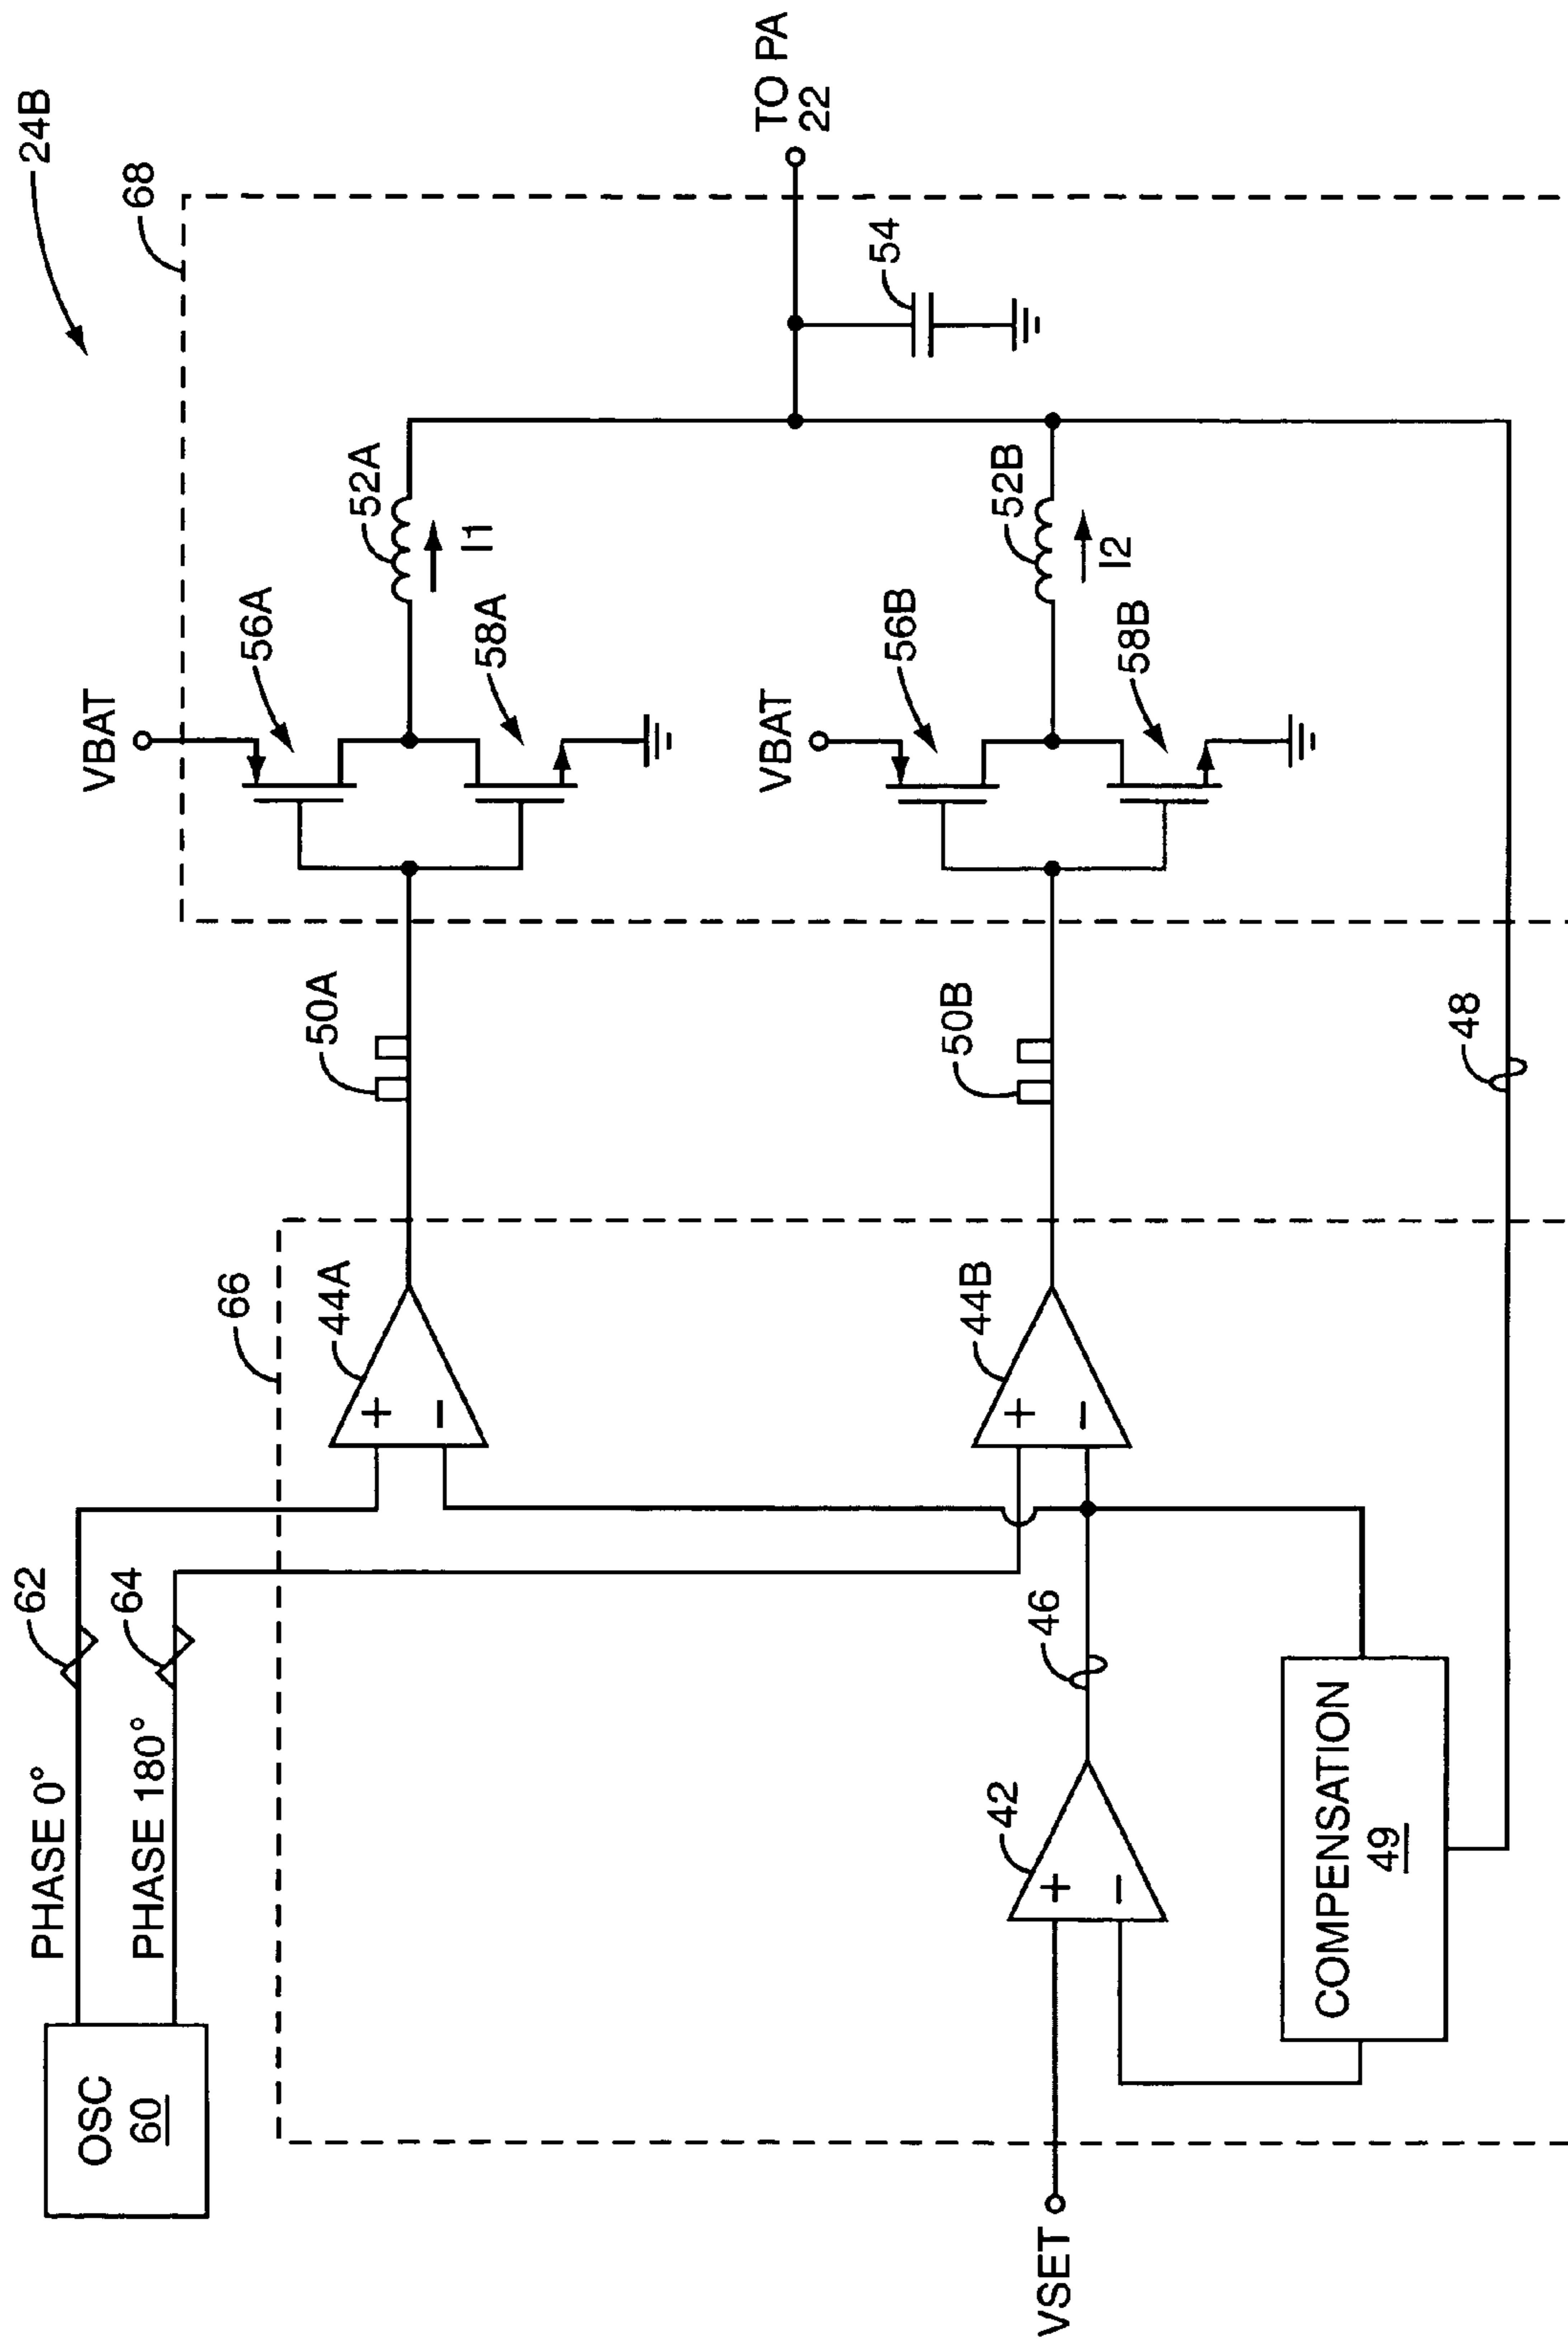 24B
68
TO PA
22
VBAT
56A
52A
I1
58A
54
VBAT
56B
52B
I2
58B
50A
50B
48
66
44A
+
−
44B
+
−
62
64
PHASE 0°
PHASE 180°
OSC
60
46
42
+
−
COMPENSATION
49
VSET